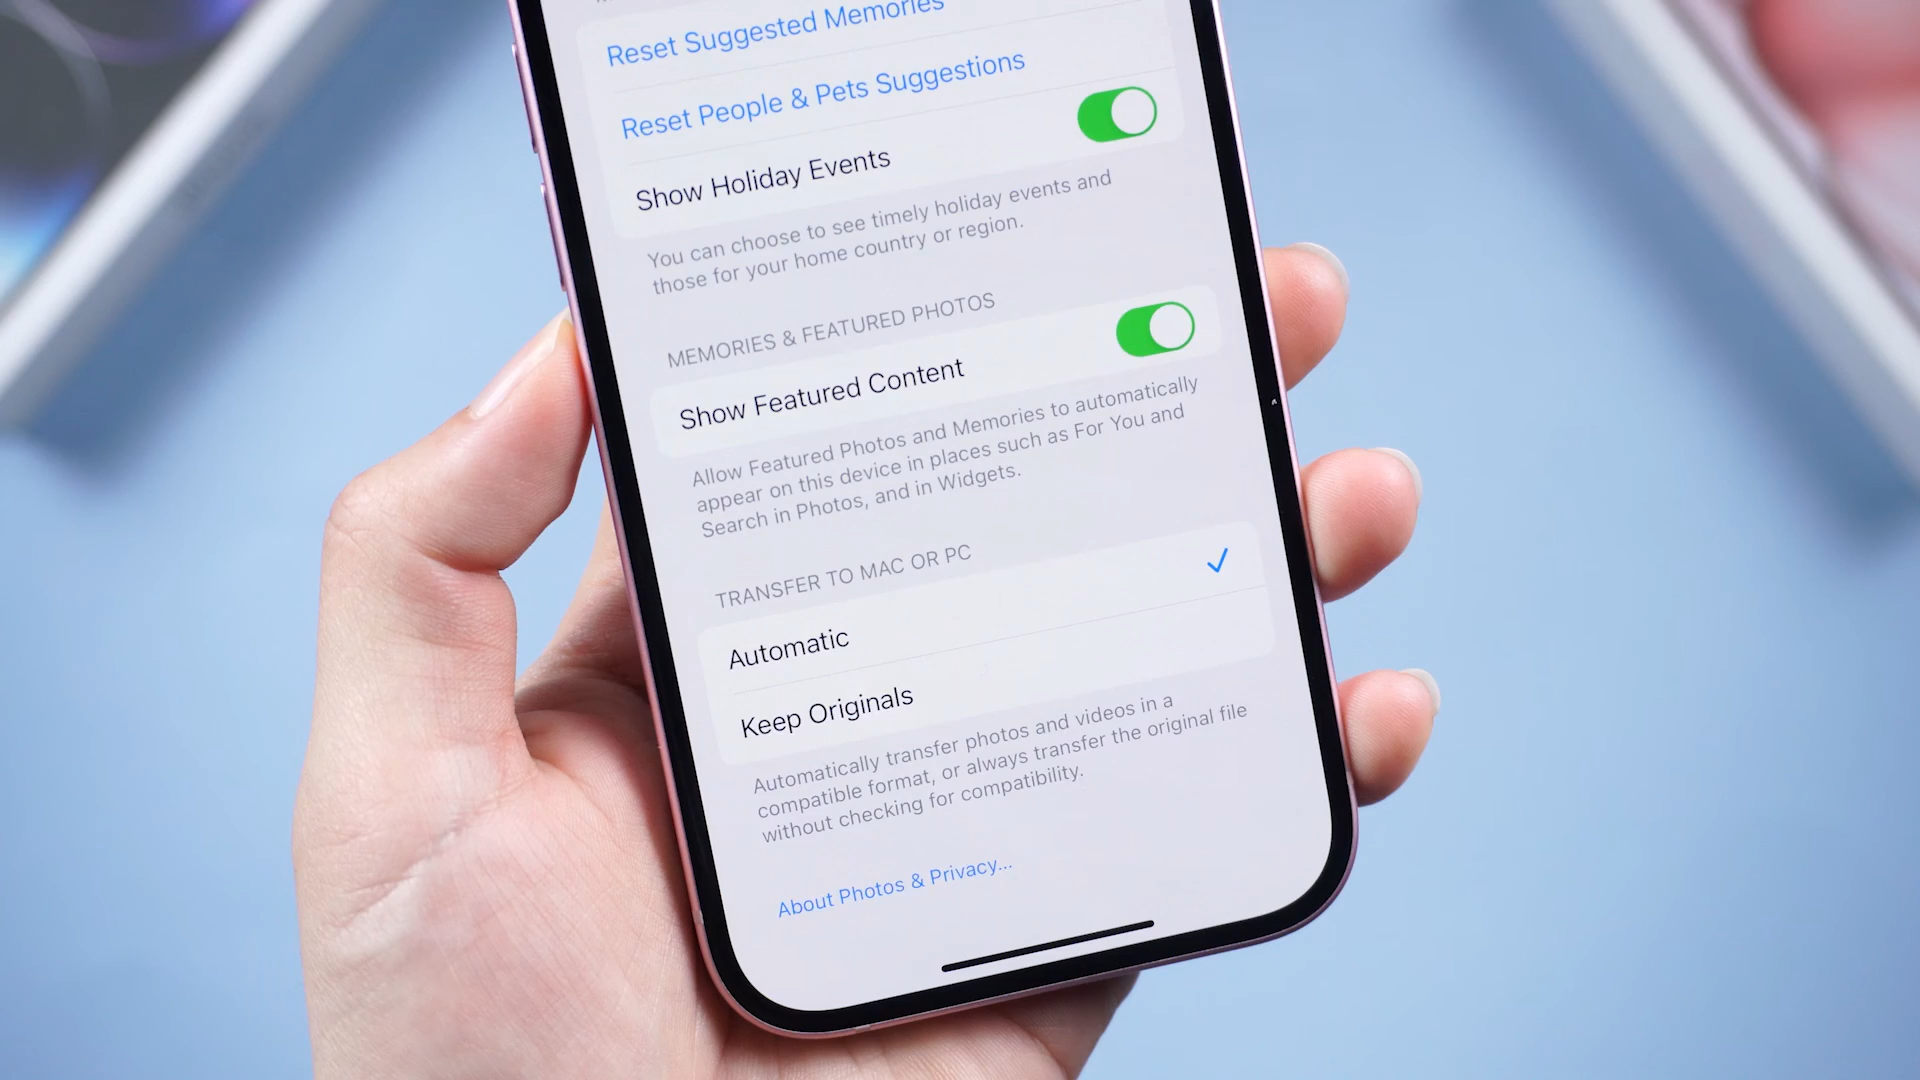 Reset Suggested Memories
Reset People & Pets Suggestions
Show Holiday Events
You can choose to see timely holiday events and
those for your home country or region.
MEMORIES & FEATURED PHOTOS
Show Featured Content
Allow Featured Photos and Memories to automatically
appear on this device in places such as For You and
Search in Photos, and in Widgets.
TRANSFER TO MAC OR PC
Automatic
Keep Originals
Automatically transfer photos and videos in a
compatible format, or always transfer the original file
without checking for compatibility.
About Photos & Privacy...